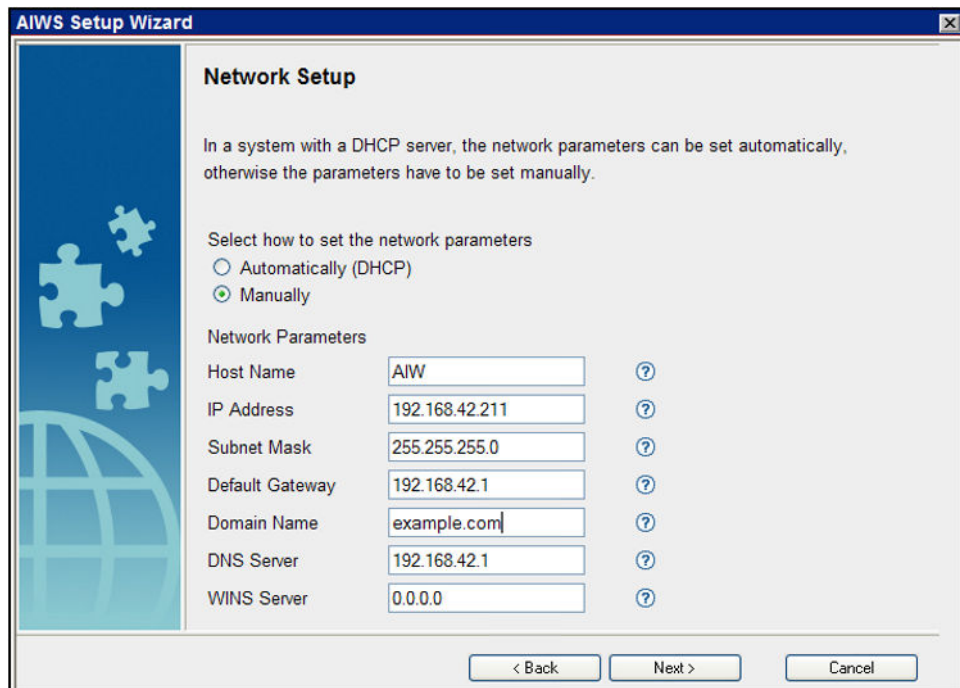 AIWS Setup Wizard
Network Setup
In a system with a DHCP server, the network parameters can be set automatically,
otherwise the parameters have to be set manually.
Select how to set the network parameters
Automatically (DHCP)
Manually
Network Parameters
Host Name AIW ?
IP Address 192.168.42.211 ?
Subnet Mask 255.255.255.0 ?
Default Gateway 192.168.42.1 ?
Domain Name example.com ?
DNS Server 192.168.42.1 ?
WINS Server 0.0.0.0 ?
< Back Next > Cancel